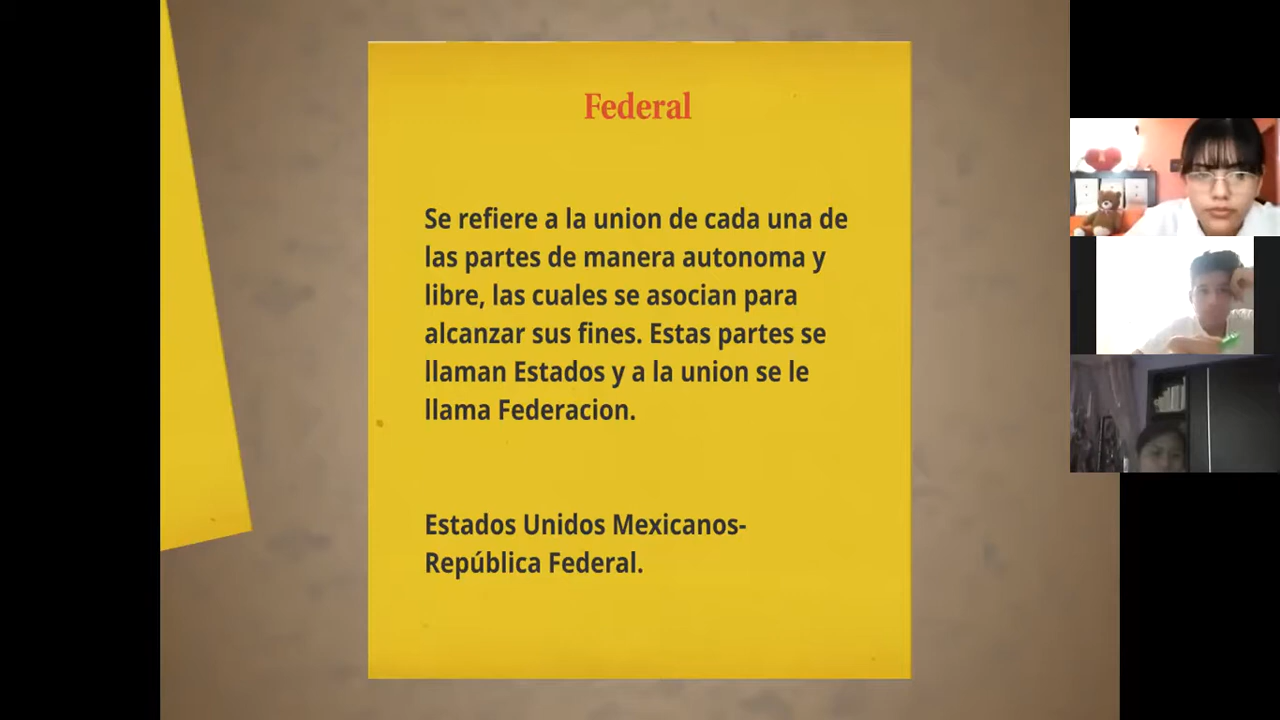 Federal
Se refiere a la union de cada una de
las partes de manera autonoma y
libre, las cuales se asocian para
alcanzar sus fines. Estas partes se
llaman Estados y a la union se le
llama Federacion.
Estados Unidos Mexicanos-
República Federal.